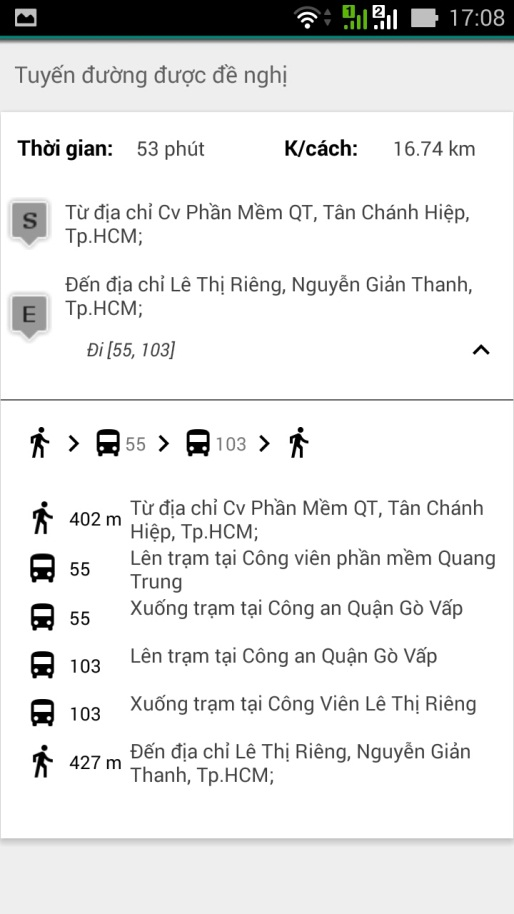 1 2 17:08
Tuyến đường được đề nghị
Thời gian: 53 phút K/cách: 16.74 km
S
Từ địa chỉ Cv Phần Mềm QT, Tân Chánh Hiệp,
Tp.HCM;
E
Đến địa chỉ Lê Thị Riêng, Nguyễn Giản Thanh,
Tp.HCM;
Đi [55, 103]
55 103
402 m Từ địa chỉ Cv Phần Mềm QT, Tân Chánh
Hiệp, Tp.HCM;
55 Lên trạm tại Công viên phần mềm Quang
Trung
55 Xuống trạm tại Công an Quận Gò Vấp
103 Lên trạm tại Công an Quận Gò Vấp
103 Xuống trạm tại Công Viên Lê Thị Riêng
427 m Đến địa chỉ Lê Thị Riêng, Nguyễn Giản
Thanh, Tp.HCM;